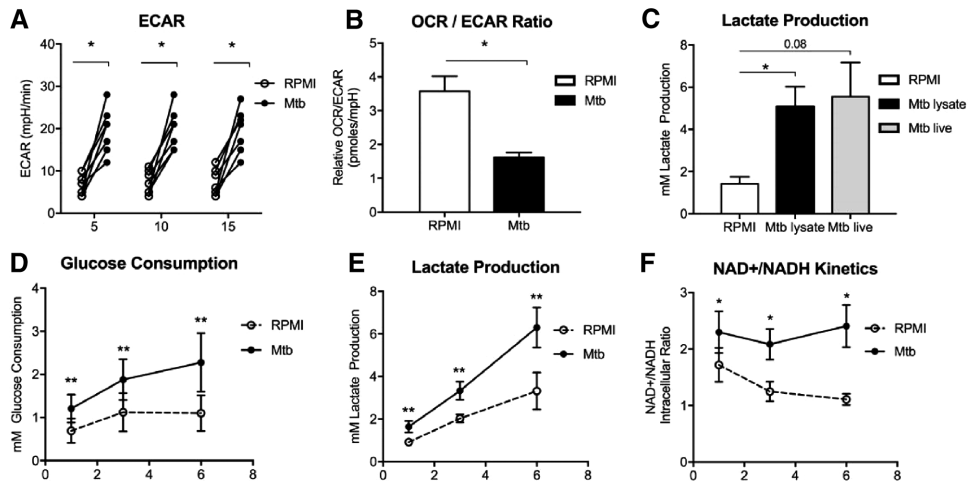 A
ECAR
ECAR (mpH/min)
40
30
20
10
0
*
*
*
5
10
15
RPMI
Mtb
B
OCR / ECAR Ratio
Relative OCR/ECAR
(pmoles/mpH)
5
4
3
2
1
0
*
RPMI
Mtb
RPMI
Mtb
C
Lactate Production
mM Lactate Production
8
6
4
2
0
0.08
*
RPMI
Mtb lysate
Mtb live
RPMI
Mtb lysate
Mtb live
D
Glucose Consumption
mM Glucose Consumption
4
3
2
1
0
**
**
**
0
2
4
6
8
RPMI
Mtb
E
Lactate Production
mM Lactate Production
8
6
4
2
0
**
**
**
0
2
4
6
8
RPMI
Mtb
F
NAD+/NADH Kinetics
NAD+/NADH
Intracellular Ratio
3
2
1
0
*
*
*
0
2
4
6
8
RPMI
Mtb